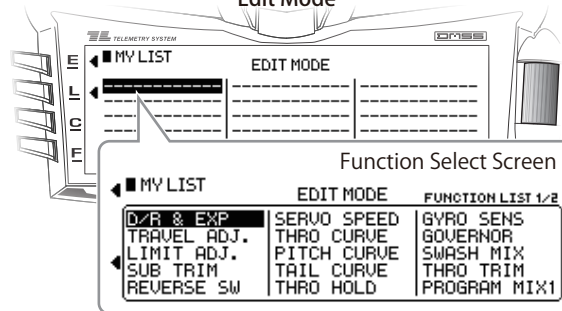 Edit Mode
TELEMETRY SYSTEM
DMSS
E
MY LIST
EDIT MODE
L
C
F
Function Select Screen
MY LIST
EDIT MODE
FUNCTION LIST 1/2
D/R & EXP
SERVO SPEED
GYRO SENS
TRAVEL ADJ.
THRO CURVE
GOVERNOR
LIMIT ADJ.
PITCH CURVE
SWASH MIX
SUB TRIM
TAIL CURVE
THRO TRIM
REVERSE SW
THRO HOLD
PROGRAM MIX1